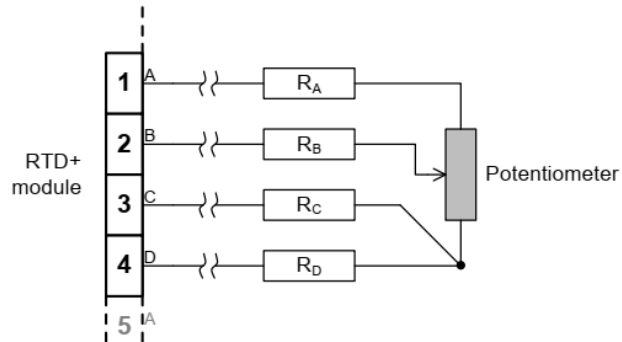 1 A
R_A
2 B
R_B
RTD+
module
Potentiometer
3 C
R_C
4 D
R_D
5 A